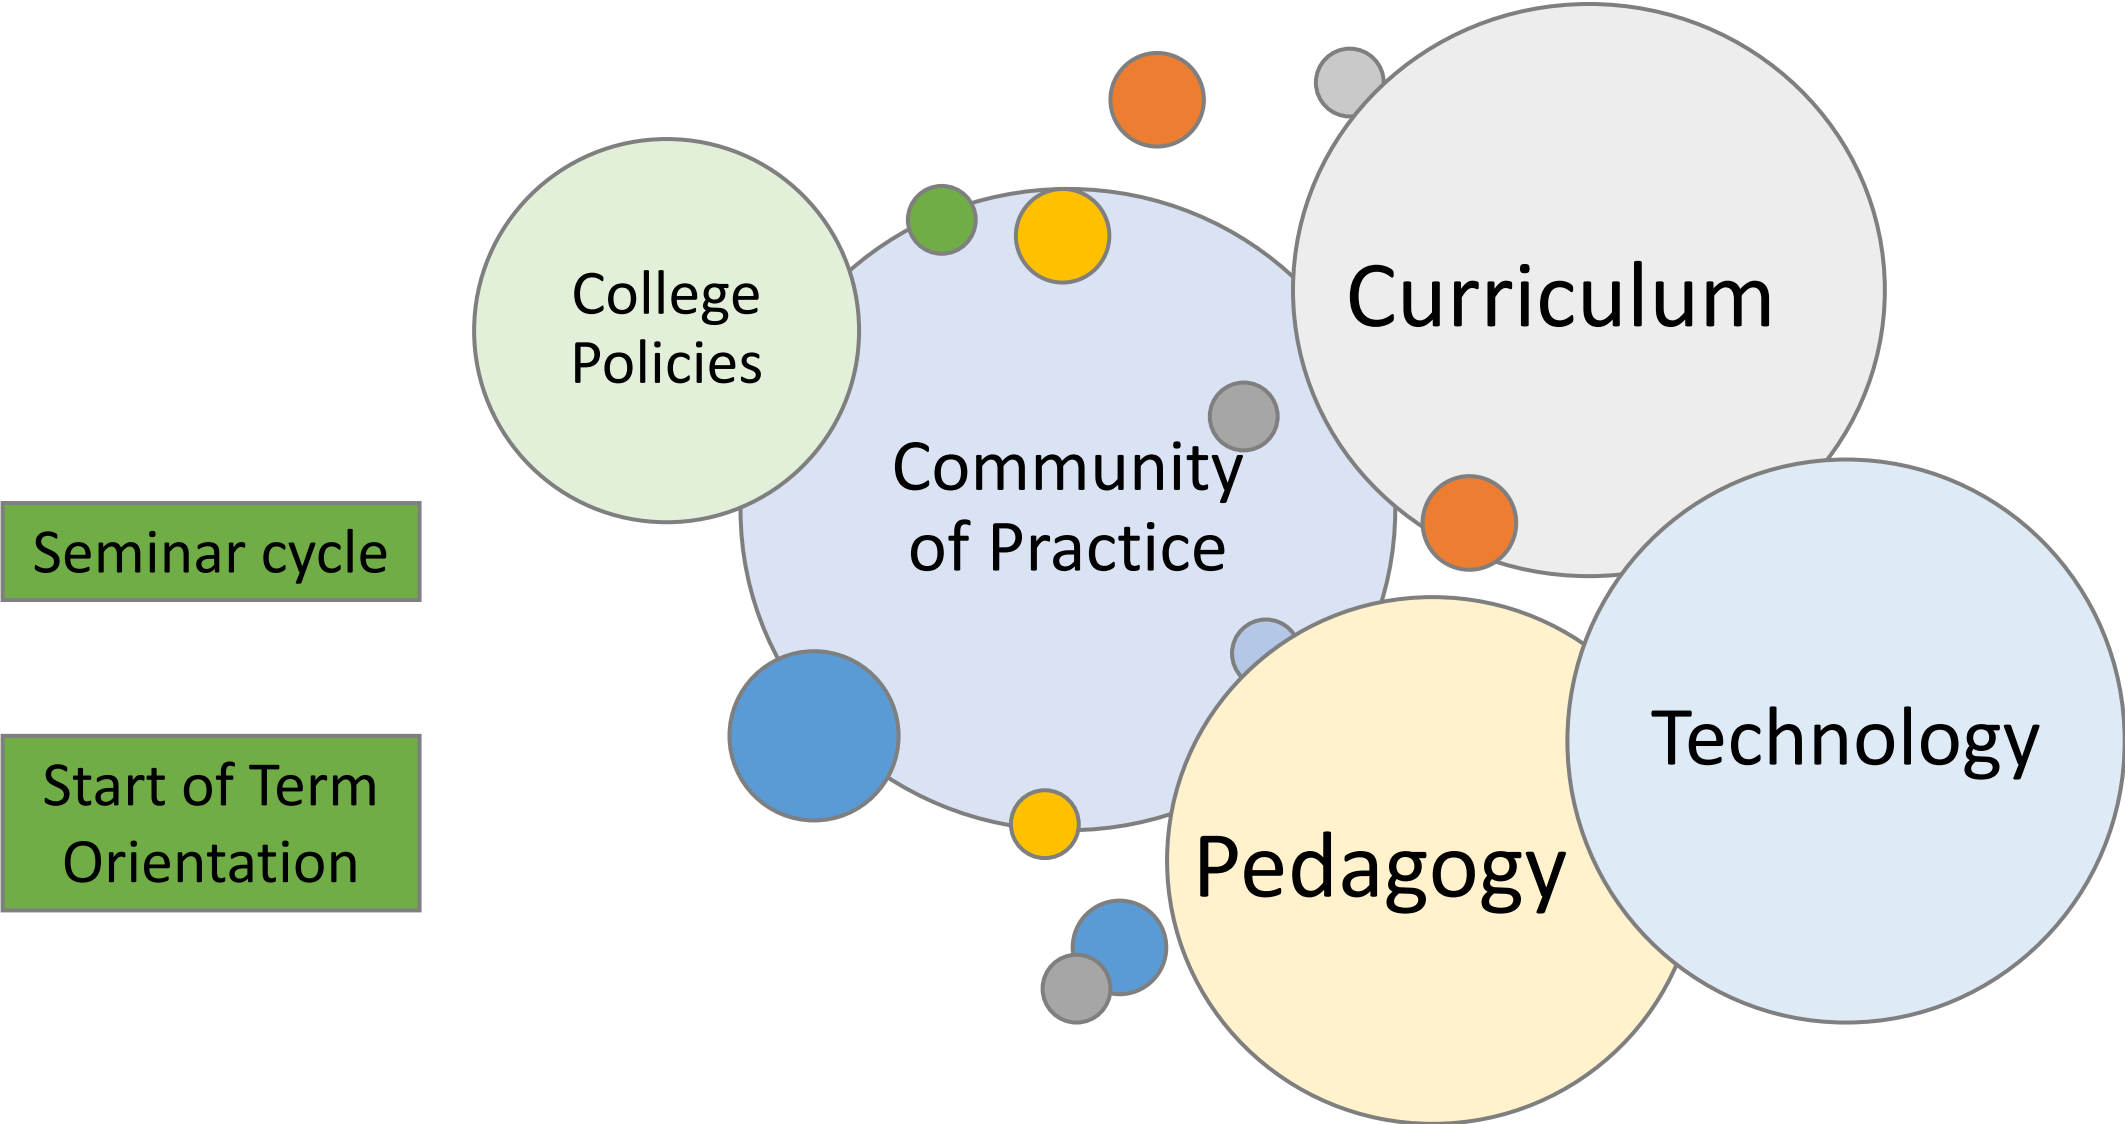 College
Policies
Community
of Practice
Curriculum
Technology
Pedagogy
Seminar cycle
Start of Term
Orientation